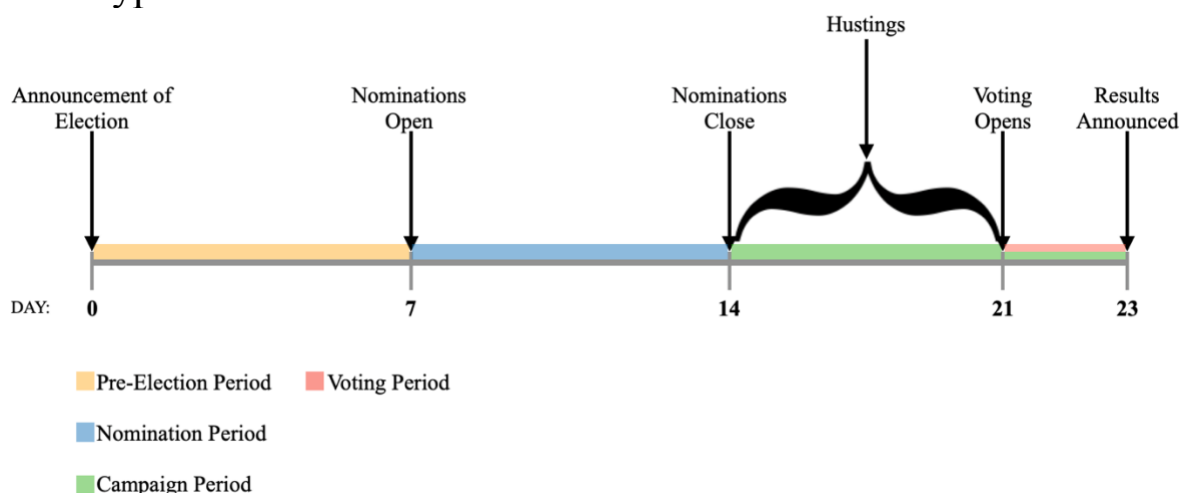 Hustings
Announcement of
Election
Nominations
Open
Nominations
Close
Voting
Opens
Results
Announced
DAY: 0 7 14 21 23
Pre-Election Period Voting Period
Nomination Period
Campaign Period